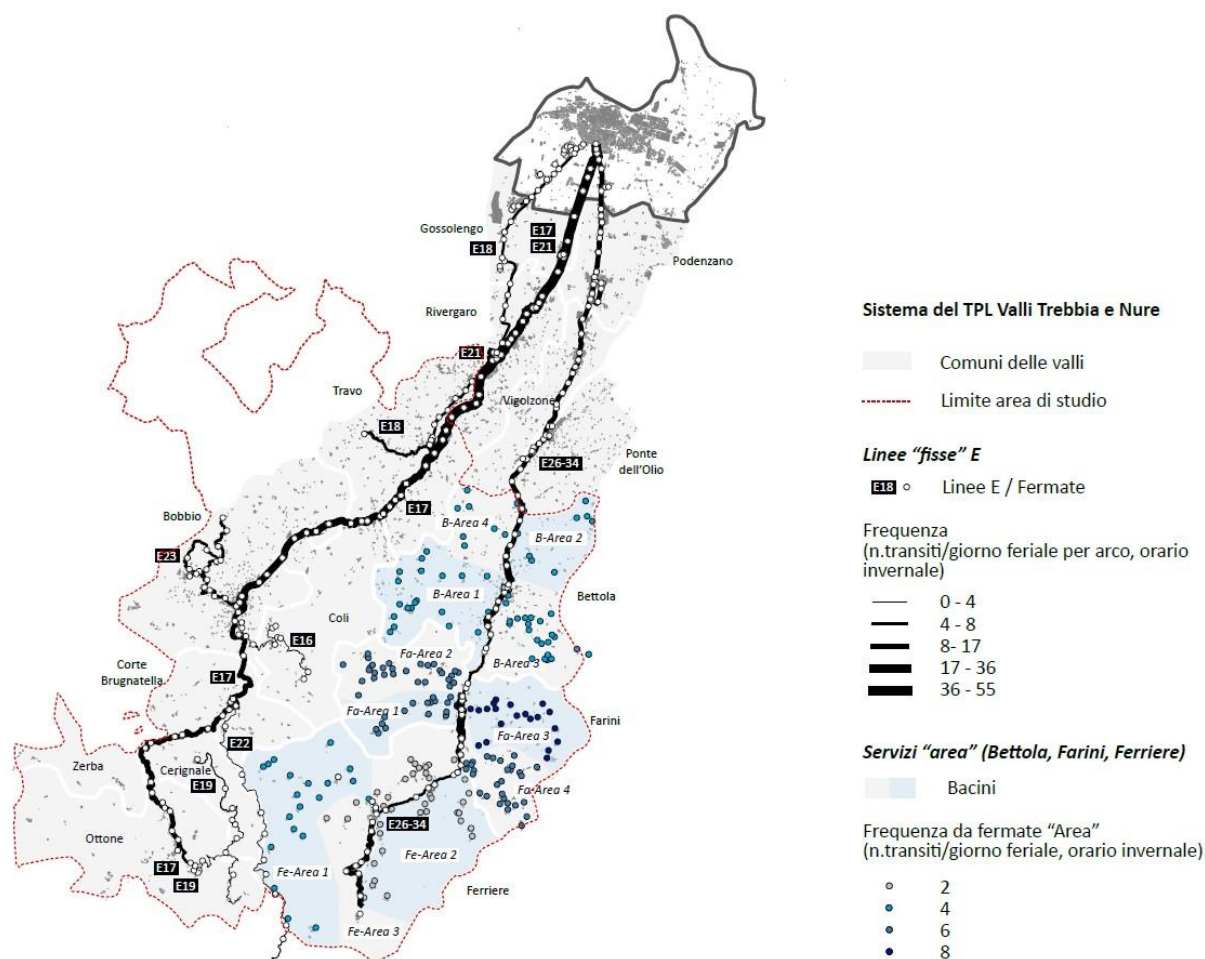 Gossolengo
E17
E21
E18
Podenzano
Rivergaro
E21
Travo
Vigolzone
E18
E26-34
Ponte
dell'Olio
E17
Bobbio
B-Area 4
B-Area 2
E23
B-Area 1
Bettola
Coli
E16
Fa-Area 2
B-Area 3
Corte
Brugnatella
E17
Fa-Area 1
Farini
Fa-Area 3
E22
Zerba
Cerignale
E19
Fa-Area 4
E26-34
Ottone
Fe-Area 2
E17
Fe-Area 1
E19
Ferriere
Fe-Area 3
Sistema del TPL Valli Trebbia e Nure
Comuni delle valli
Limite area di studio
Linee "fisse" E
E18 Linee E / Fermate
Frequenza
(n.transiti/giorno feriale per arco, orario
invernale)
0 - 4
4 - 8
8- 17
17 - 36
36 - 55
Servizi "area" (Bettola, Farini, Ferriere)
Bacini
Frequenza da fermate "Area"
(n.transiti/giorno feriale, orario invernale)
2
4
6
8